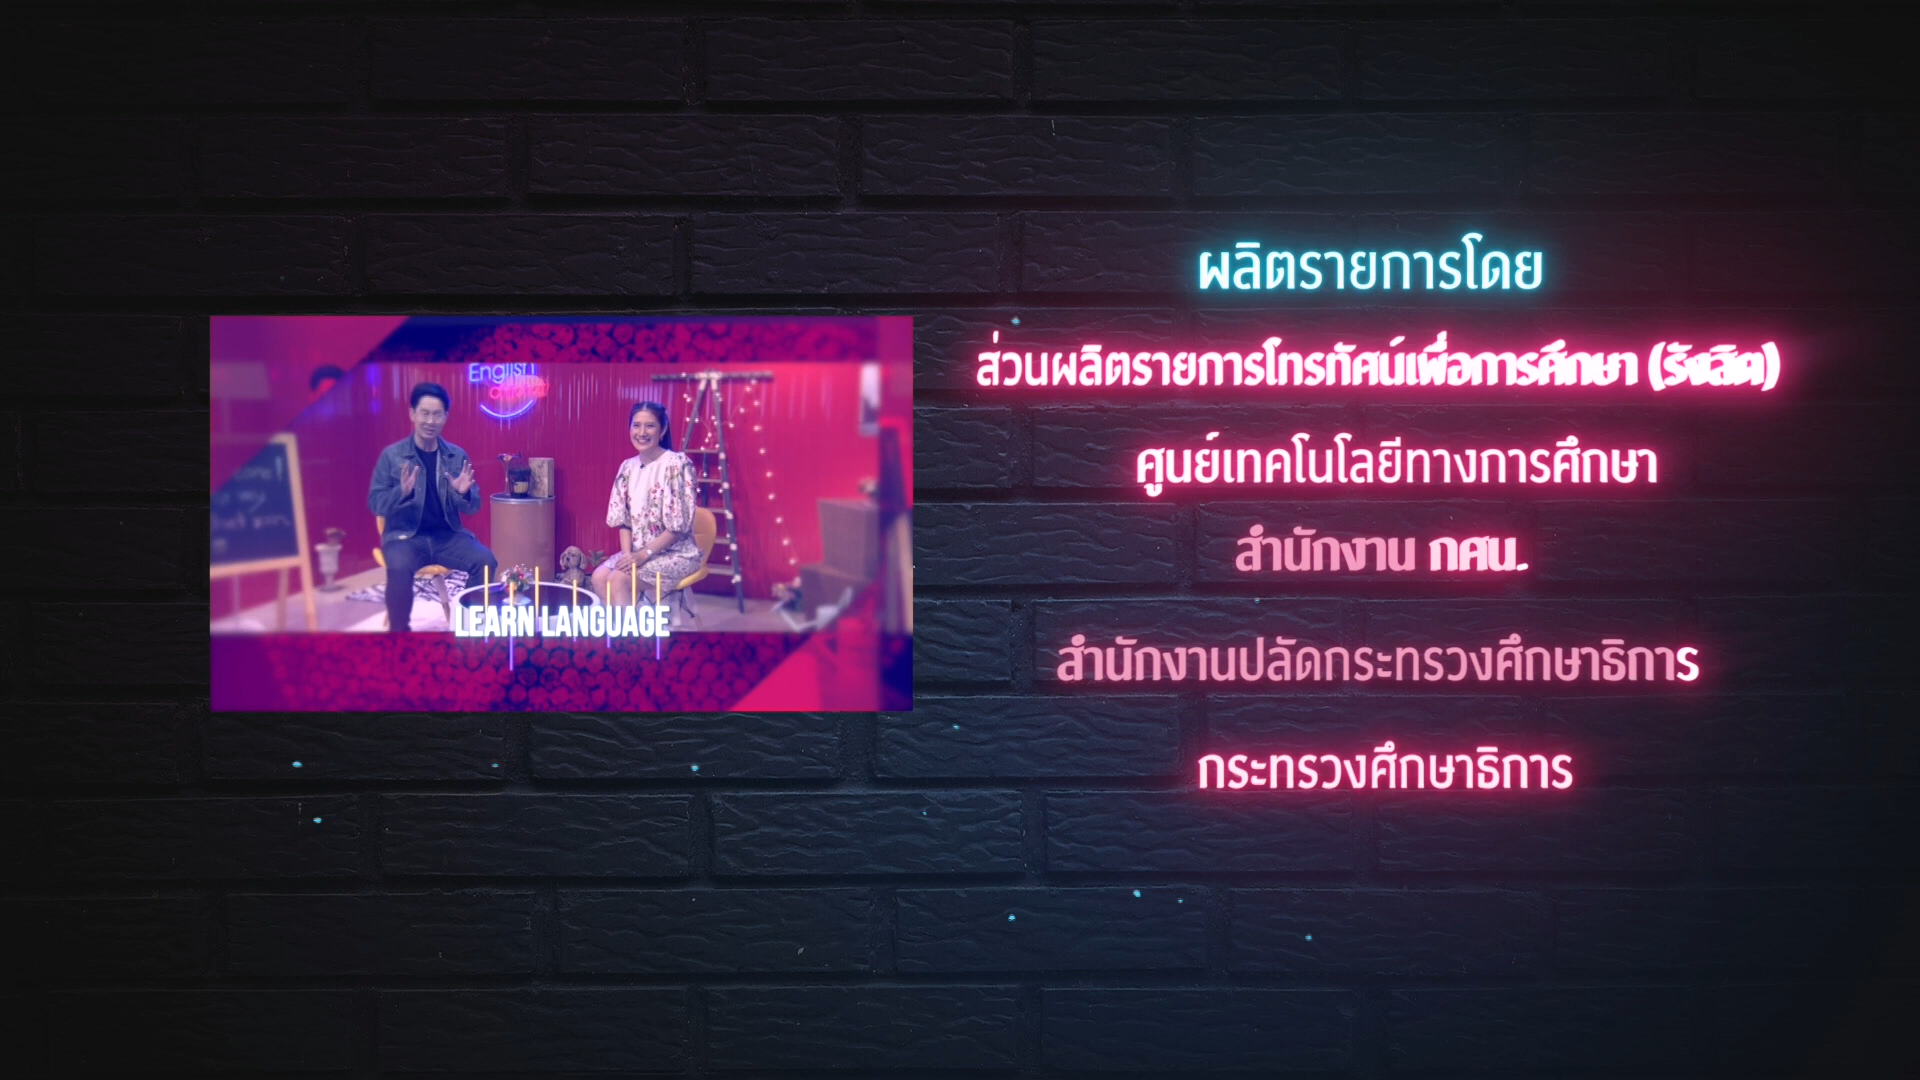 English
LEARN LANGUAGE
ผลิตรายการโดย
ส่วนผลิตรายการโทรทัศน์เพื่อการศึกษา (รังสิต)
ศูนย์เทคโนโลยีทางการศึกษา
สำนักงาน กศน.
สำนักงานปลัดกระทรวงศึกษาธิการ
กระทรวงศึกษาธิการ